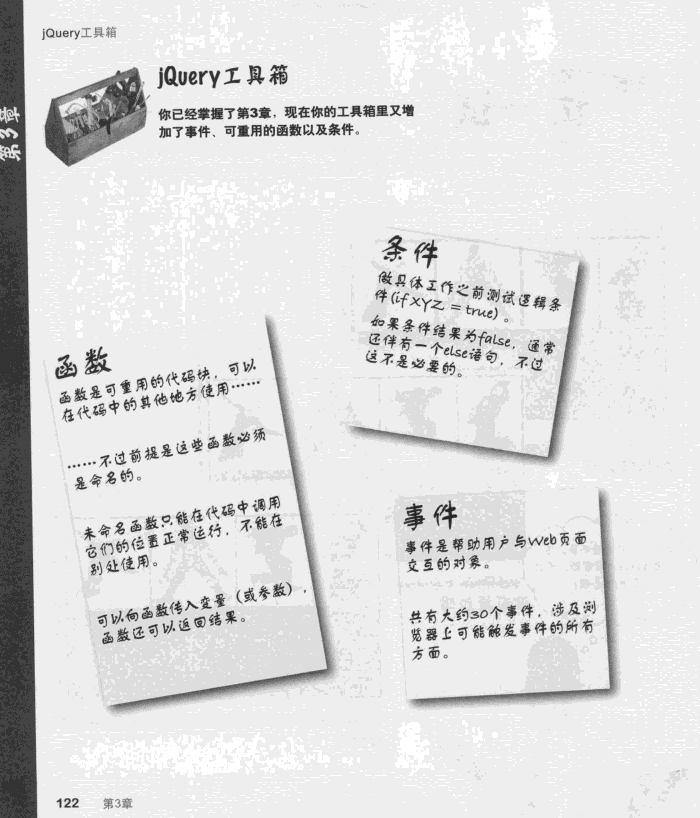 jQuery工具箱
第3章
jQuery工具箱
你已经掌握了第3章，现在你的工具箱里又增
加了事件、可重用的函数以及条件。
条件
做具体工作之前测试逻辑条
件(if XYZ = true)。
如果条件结果为false，通常
还伴有一个else语句，不过
这不是必要的。
函数
函数是可重用的代码块，可以
在代码中的其他地方使用……
……不过前提是这些函数必须
是命名的。
未命名函数只能在代码中调用
它们的位置正常运行，不能在
别处使用。
可以向函数传入变量（或参数），
函数还可以返回结果。
事件
事件是帮助用户与Web页面
交互的对象。
共有大约30个事件，涉及浏
览器上可能触发事件的所有
方面。
122 第3章